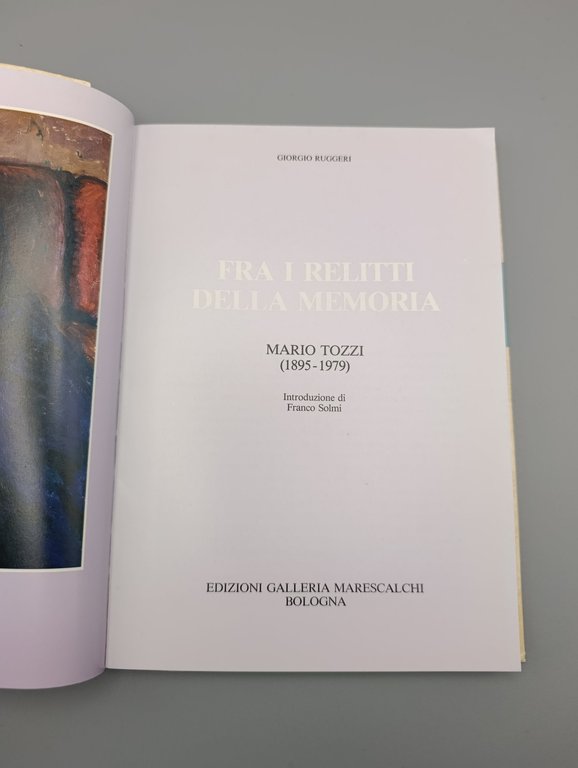 GIORGIO RUGGERI
FRA I RELITTI
DELLA MEMORIA
MARIO TOZZI
(1895-1979)
Introduzione di
Franco Solmi
EDIZIONI GALLERIA MARESCALCHI
BOLOGNA